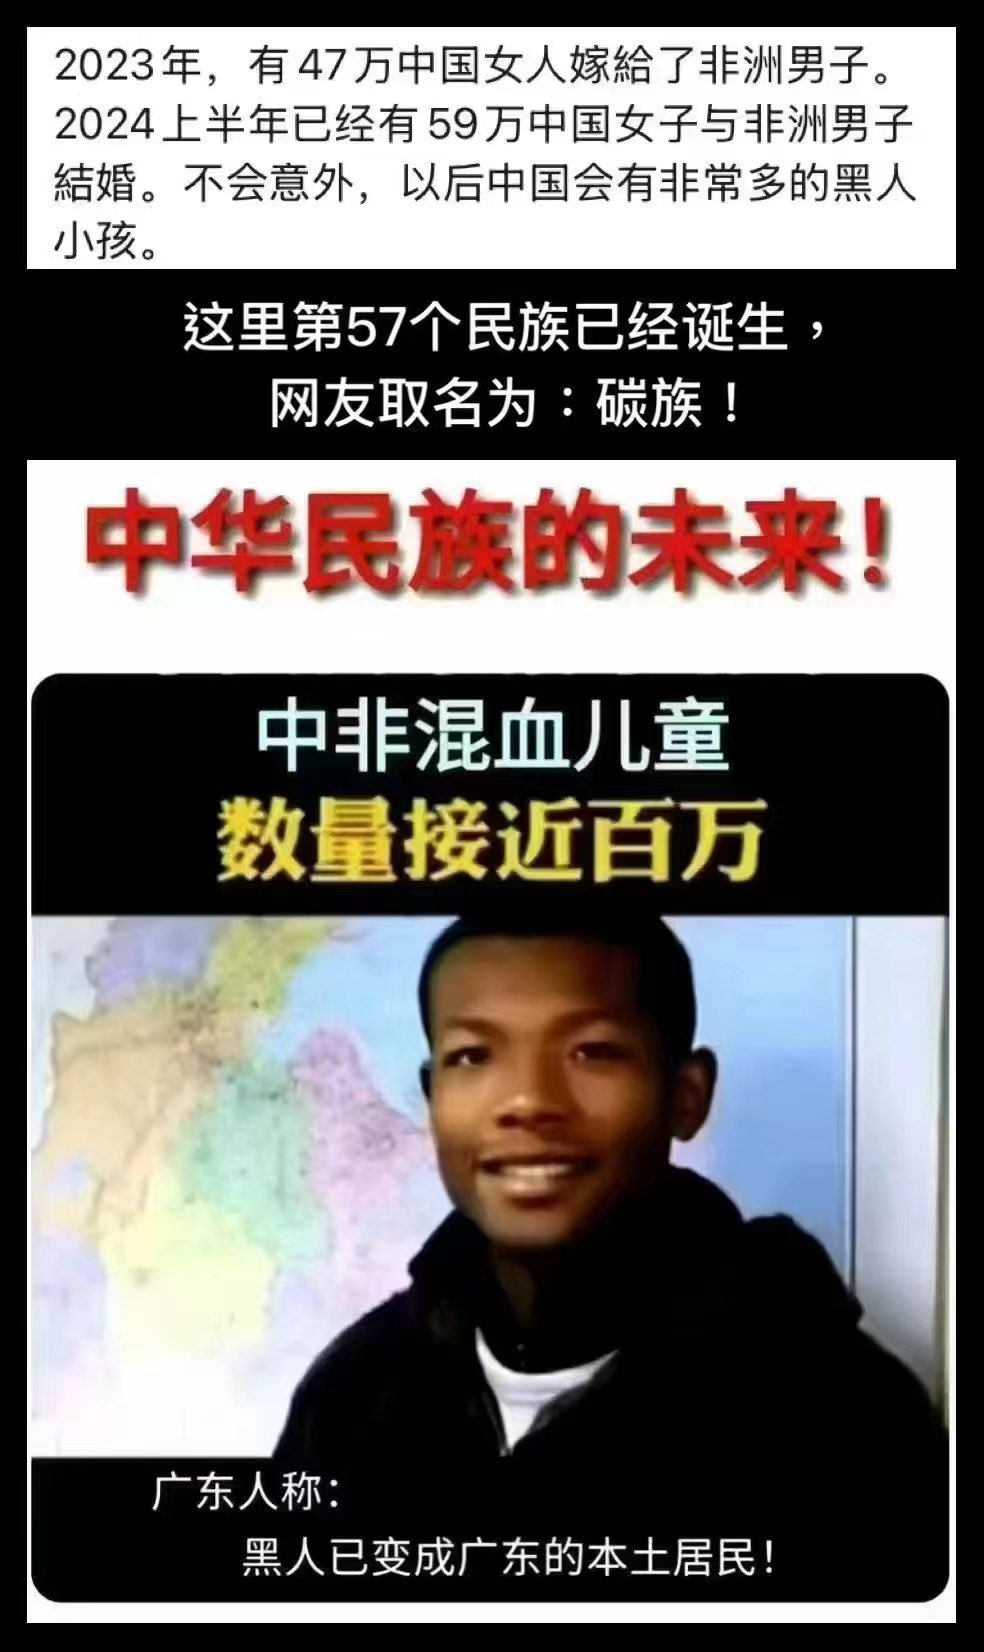 2023年，有47万中国女人嫁給了非洲男子。
2024上半年已经有59万中国女子与非洲男子
結婚。不会意外，以后中国会有非常多的黑人
小孩。
这里第57个民族已经诞生，
网友取名为：碳族！
中华民族的未来！
中非混血儿童
数量接近百万
广东人称：
黑人已变成广东的本土居民！